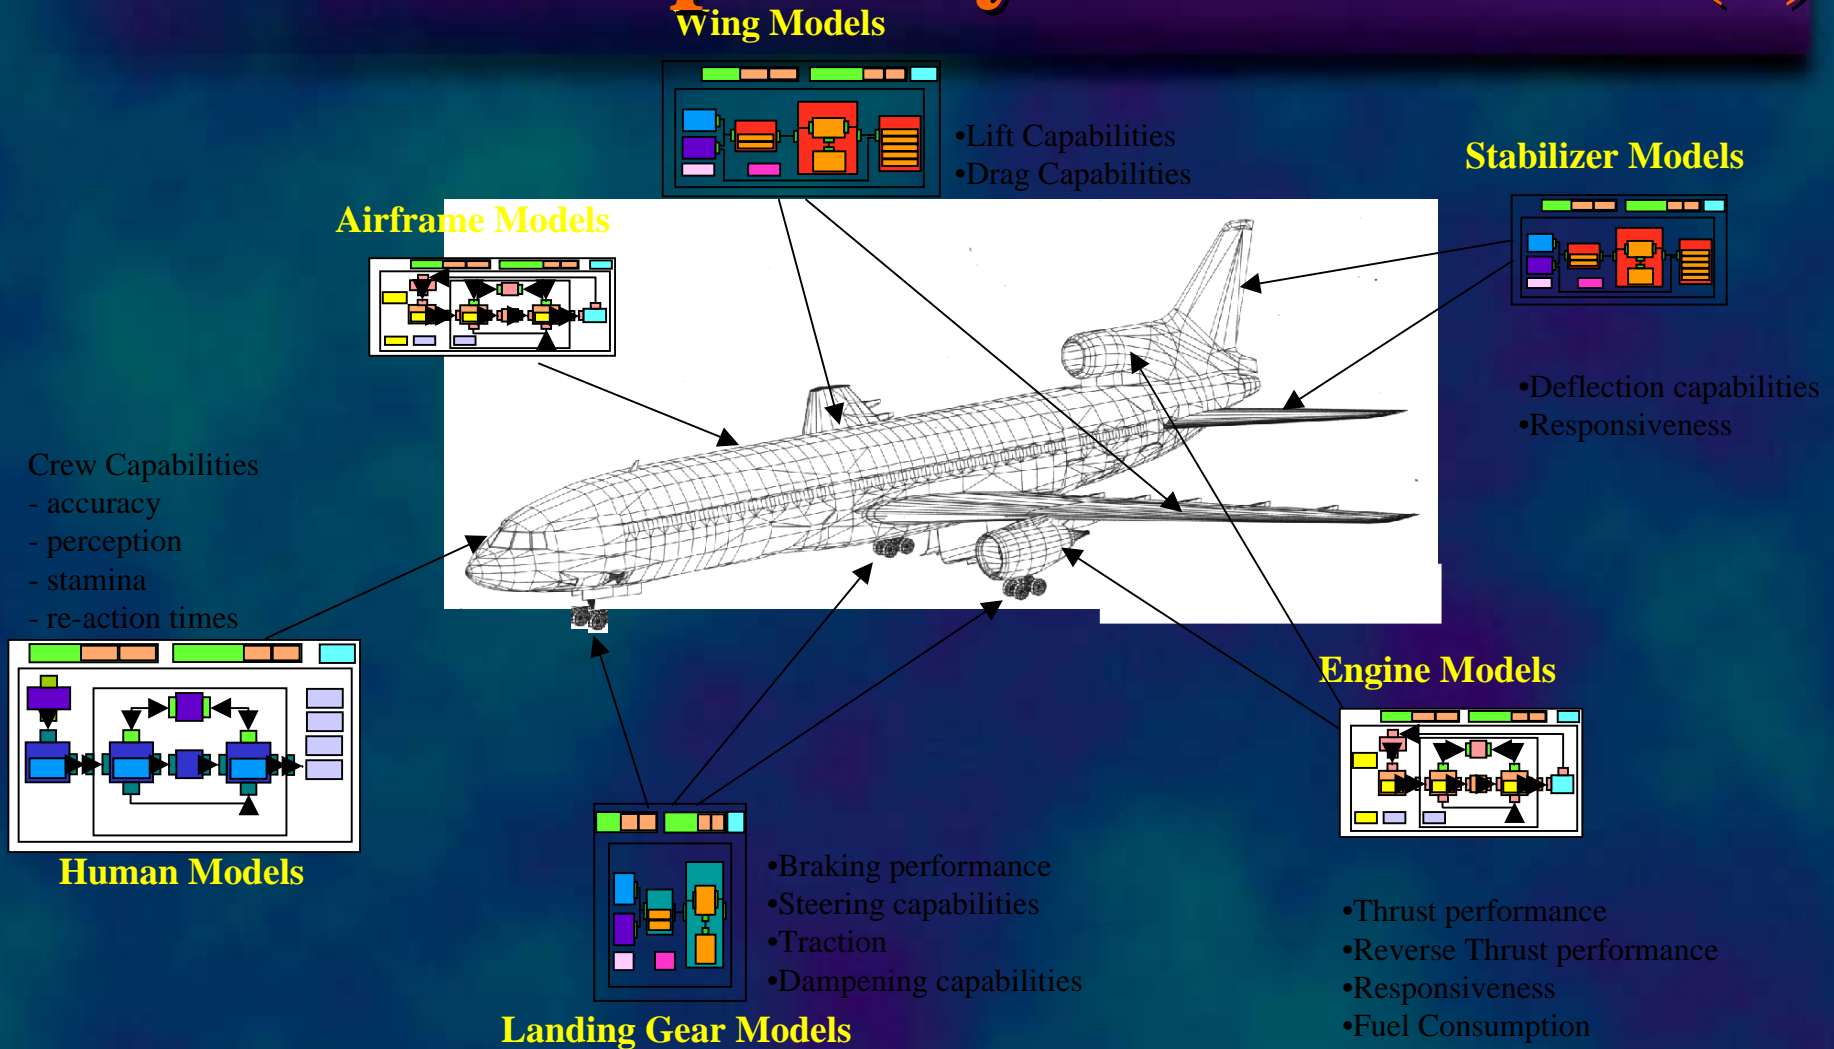 Wing Models
•Lift Capabilities
•Drag Capabilities
Stabilizer Models
•Deflection capabilities
•Responsiveness
Airframe Models
Crew Capabilities
- accuracy
- perception
- stamina
- re-action times
Human Models
Engine Models
•Thrust performance
•Reverse Thrust performance
•Responsiveness
•Fuel Consumption
•Braking performance
•Steering capabilities
•Traction
•Dampening capabilities
Landing Gear Models